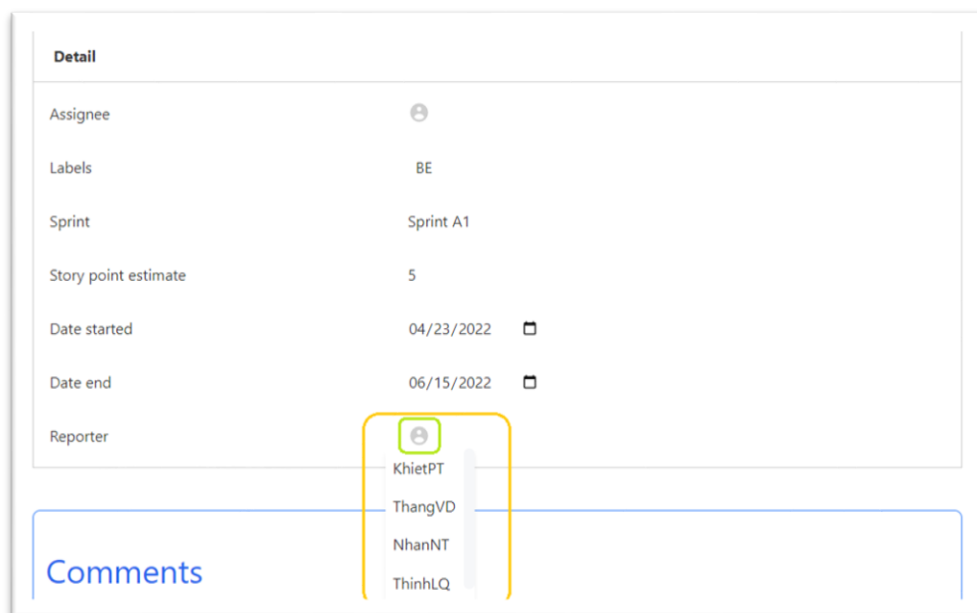 Detail
Assignee
Labels BE
Sprint Sprint A1
Story point estimate 5
Date started 04/23/2022
Date end 06/15/2022
Reporter
KhietPT
ThangVD
NhanNT
ThinhLQ
Comments